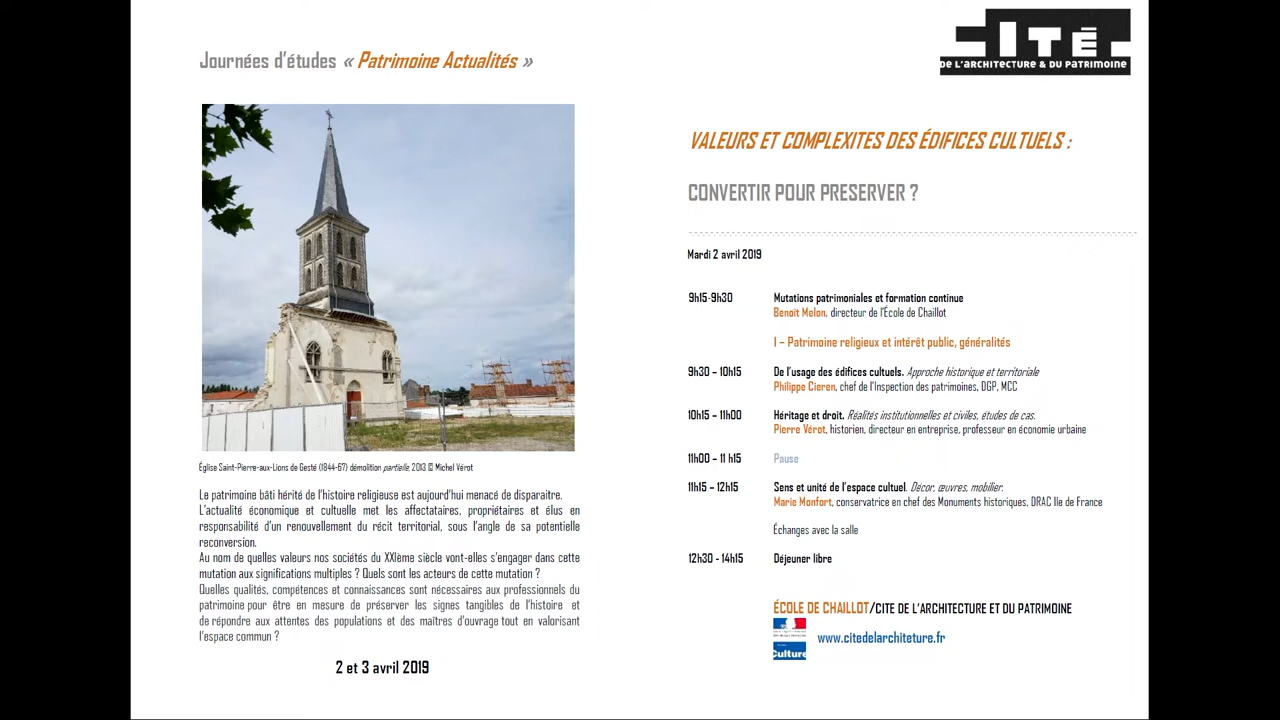 Journées d'études « Patrimoine Actualités »
CITÉ
DE L'ARCHITECTURE & DU PATRIMOINE
Église Saint-Pierre-aux-Lions de Gesté (1844-67) démolition partielle, 2013 © Michel Vérot
Le patrimoine bâti hérité de l'histoire religieuse est aujourd'hui menacé de disparaitre.
L'actualité économique et cultuelle met les affectataires, propriétaires et élus en
responsabilité d'un renouvellement du récit territorial, sous l'angle de sa potentielle
reconversion.
Au nom de quelles valeurs nos sociétés du XXIème siècle vont-elles s'engager dans cette
mutation aux significations multiples ? Quels sont les acteurs de cette mutation ?
Quelles qualités, compétences et connaissances sont nécessaires aux professionnels du
patrimoine pour être en mesure de préserver les signes tangibles de l'histoire et
de répondre aux attentes des populations et des maîtres d'ouvrage tout en valorisant
l'espace commun ?
2 et 3 avril 2019
VALEURS ET COMPLEXITES DES ÉDIFICES CULTUELS :
CONVERTIR POUR PRESERVER ?
Mardi 2 avril 2019
9h15-9h30 Mutations patrimoniales et formation continue
Benoit Melon, directeur de l'École de Chaillot
I – Patrimoine religieux et intérêt public, généralités
9h30 – 10h15 De l'usage des édifices cultuels. Approche historique et territoriale
Philippe Cieren, chef de l'Inspection des patrimoines, DGP, MCC
10h15 – 11h00 Héritage et droit. Réalités institutionnelles et civiles, études de cas.
Pierre Vérot, historien, directeur en entreprise, professeur en économie urbaine
11h00 – 11 h15 Pause
11h15 – 12h15 Sens et unité de l'espace cultuel. Décor, œuvres, mobilier.
Marie Monfort, conservatrice en chef des Monuments historiques, DRAC Ile de France
Échanges avec la salle
12h30 - 14h15 Déjeuner libre
ÉCOLE DE CHAILLOT/CITE DE L'ARCHITECTURE ET DU PATRIMOINE
www.citedelarchiteture.fr
Culture